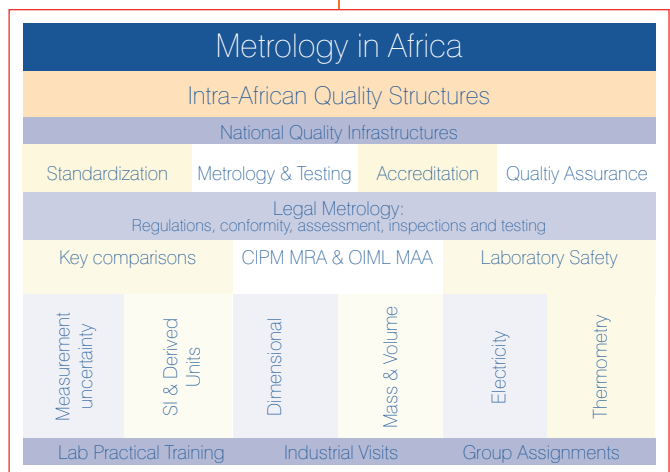 Metrology in Africa
Intra-African Quality Structures
National Quality Infrastructures
Standardization
Metrology & Testing
Accreditation
Qualtiy Assurance
Legal Metrology:
Regulations, conformity, assessment, inspections and testing
Key comparisons
CIPM MRA & OIML MAA
Laboratory Safety
Measurement
uncertainty
SI & Derived
Units
Dimensional
Mass & Volume
Electricity
Thermometry
Lab Practical Training
Industrial Visits
Group Assignments